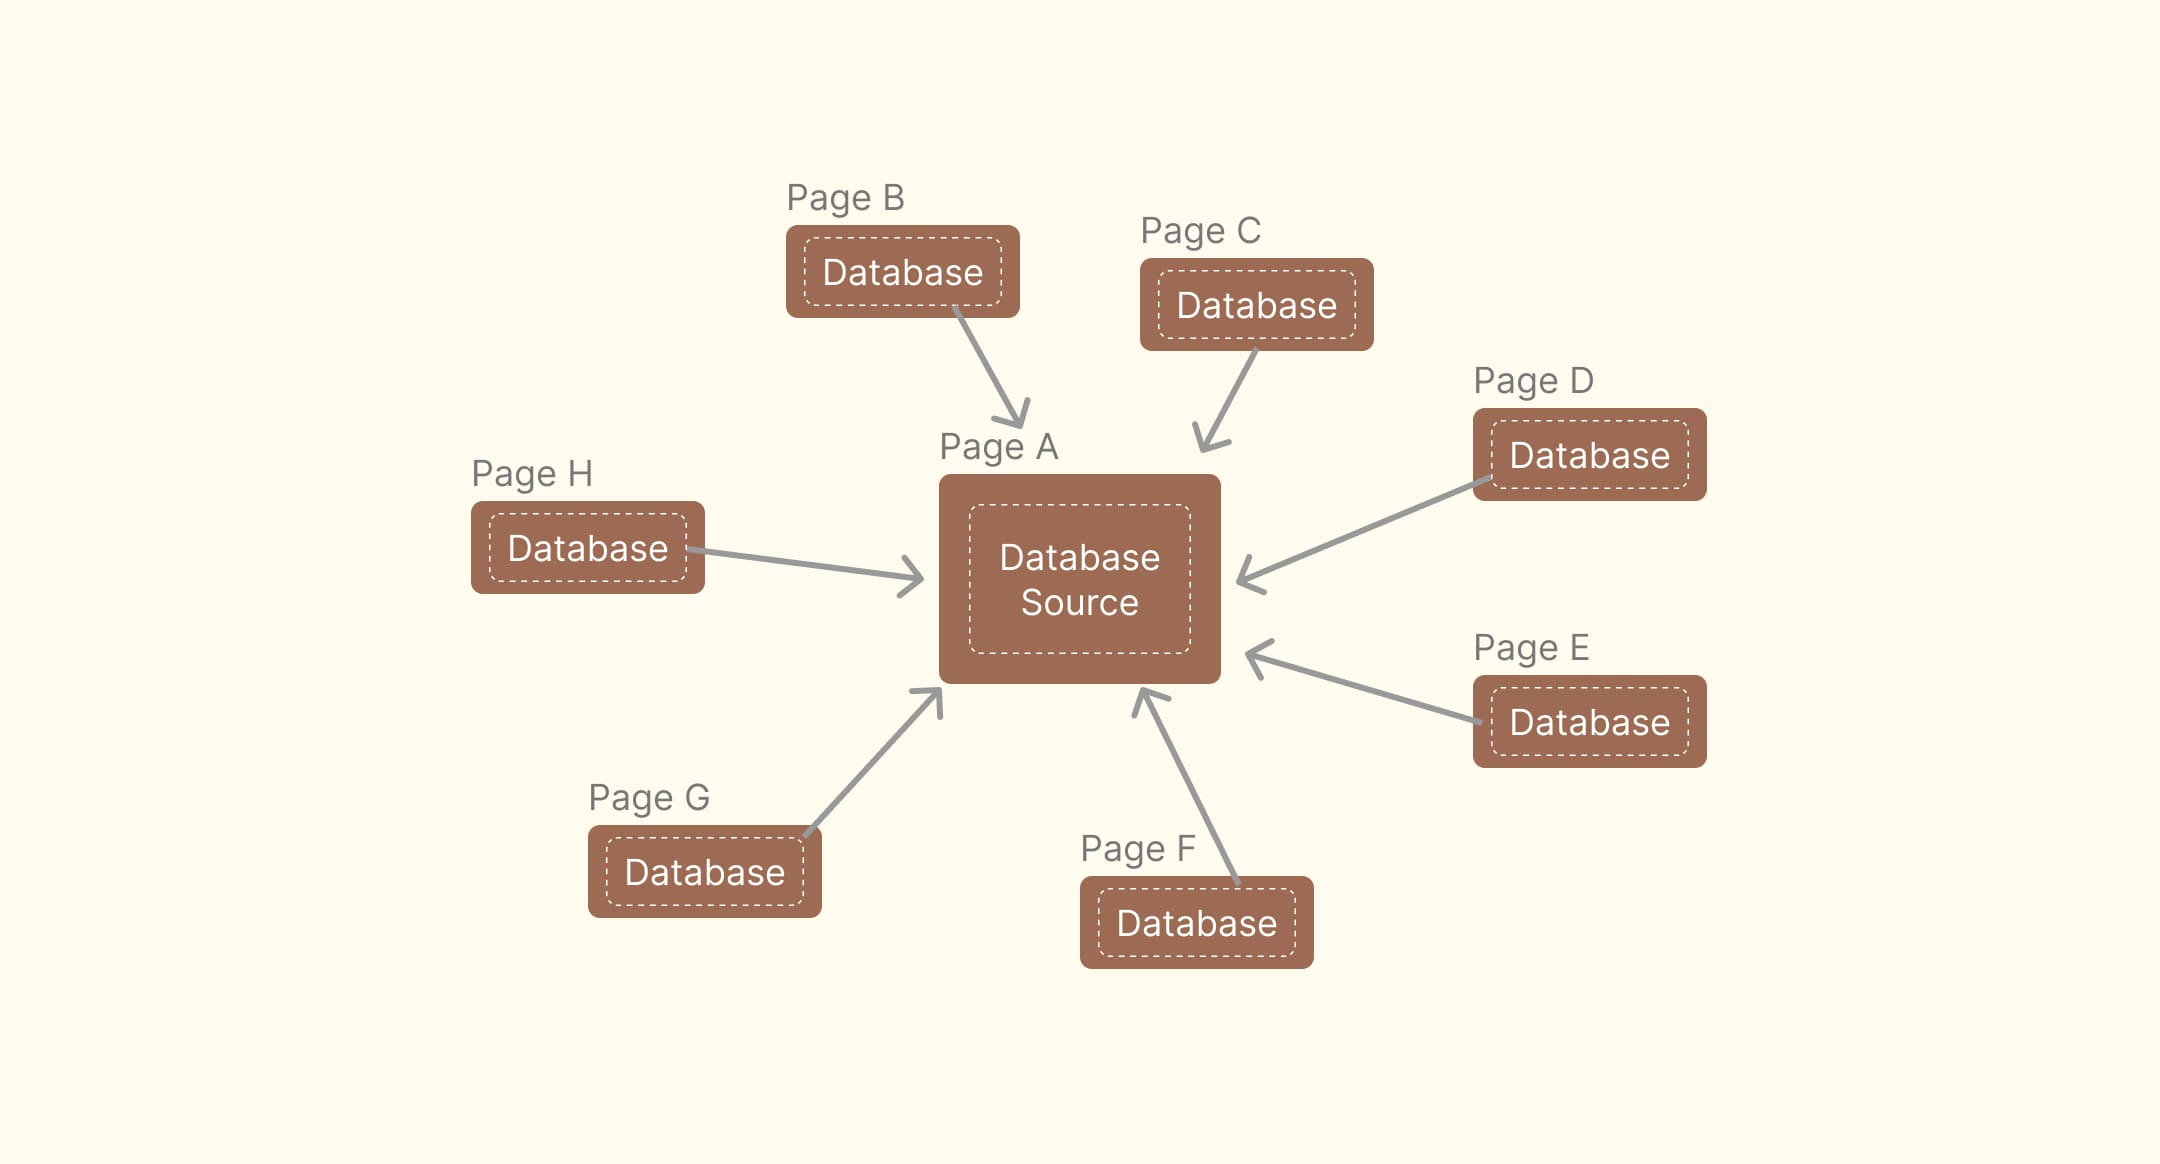 Page B
Database
Page C
Database
Page D
Database
Page A
Database
Source
Page H
Database
Page E
Database
Page G
Database
Page F
Database